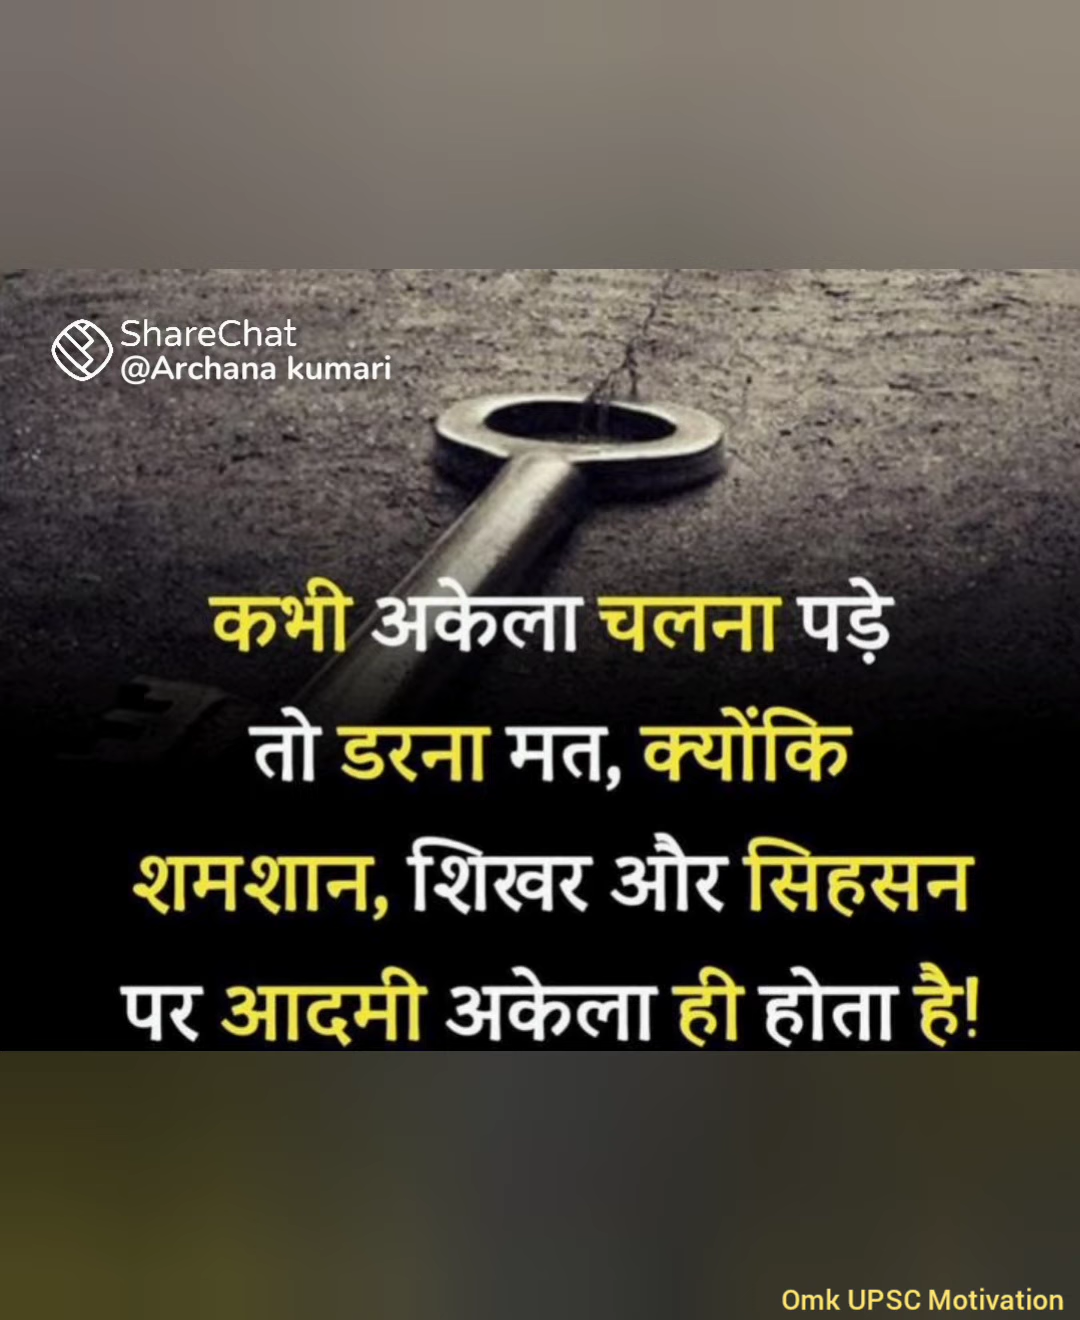 ShareChat
@Archana kumari
कभी अकेला चलना पड़े
तो डरना मत, क्योंकि
शमशान, शिखर और सिहसन
पर आदमी अकेला ही होता है!
Omk UPSC Motivation